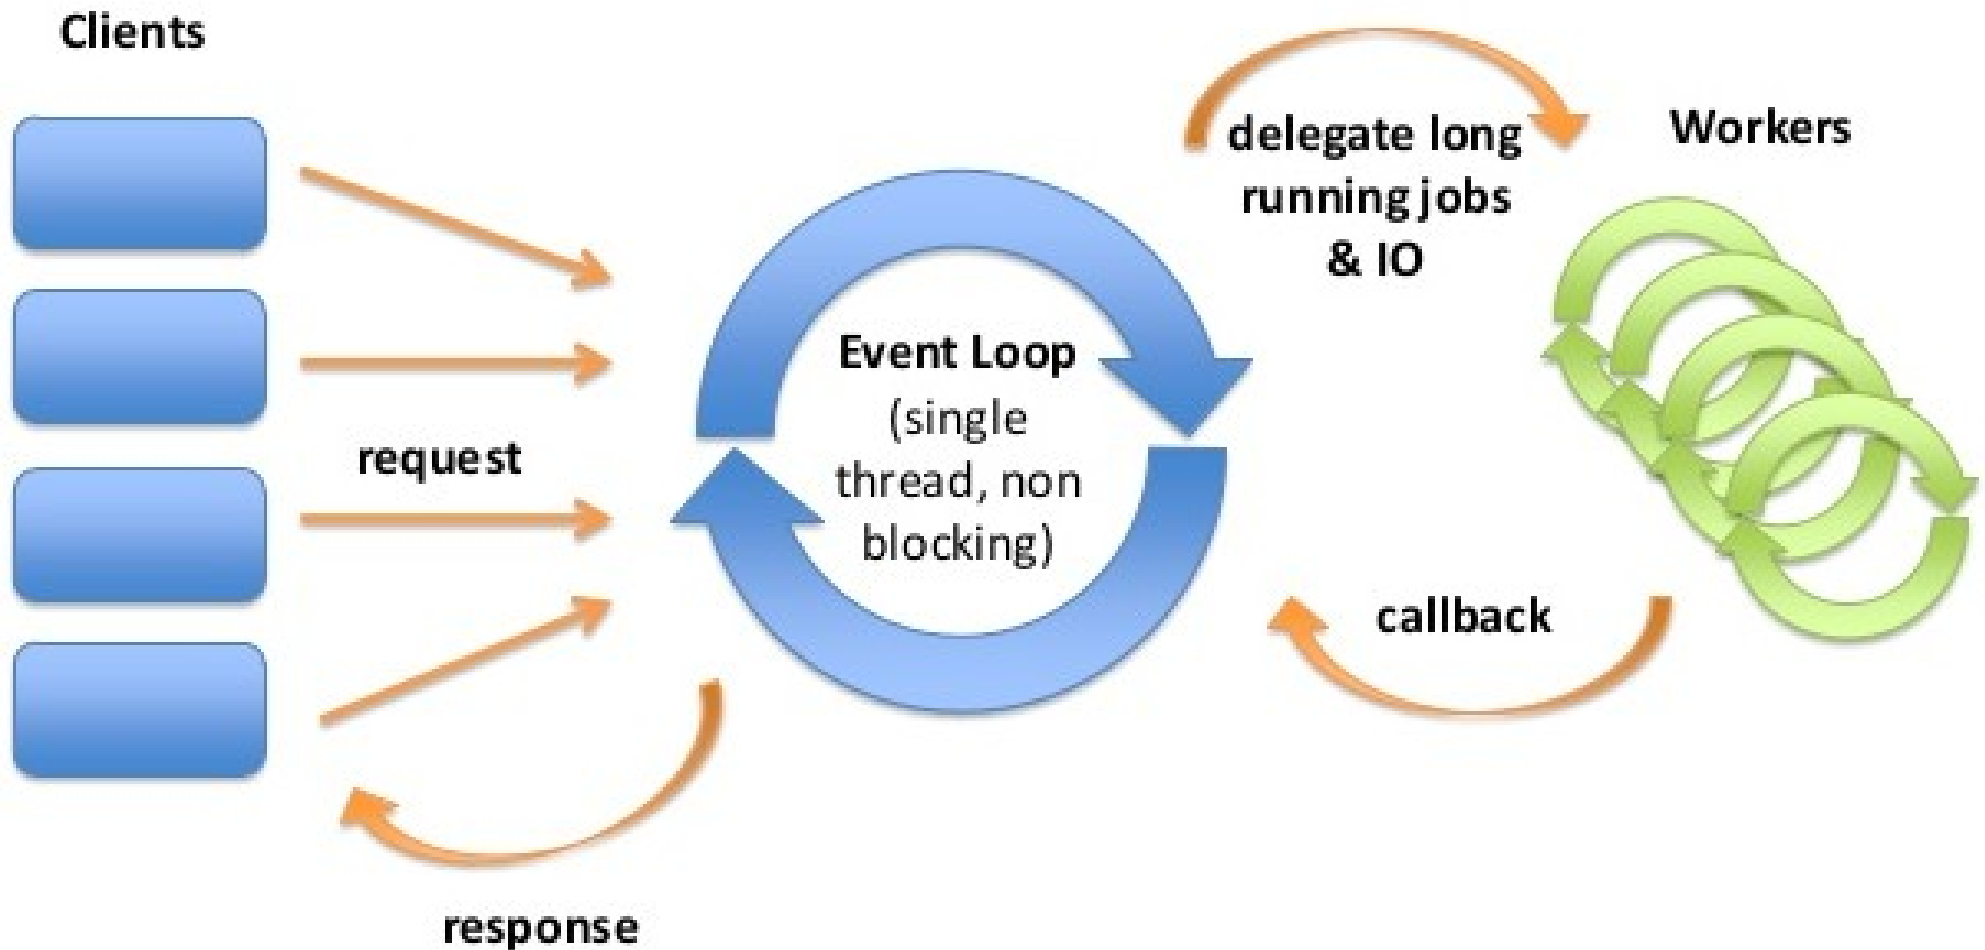 Clients
request
response
Event Loop
(single
thread, non
blocking)
delegate long
running jobs
& IO
callback
Workers